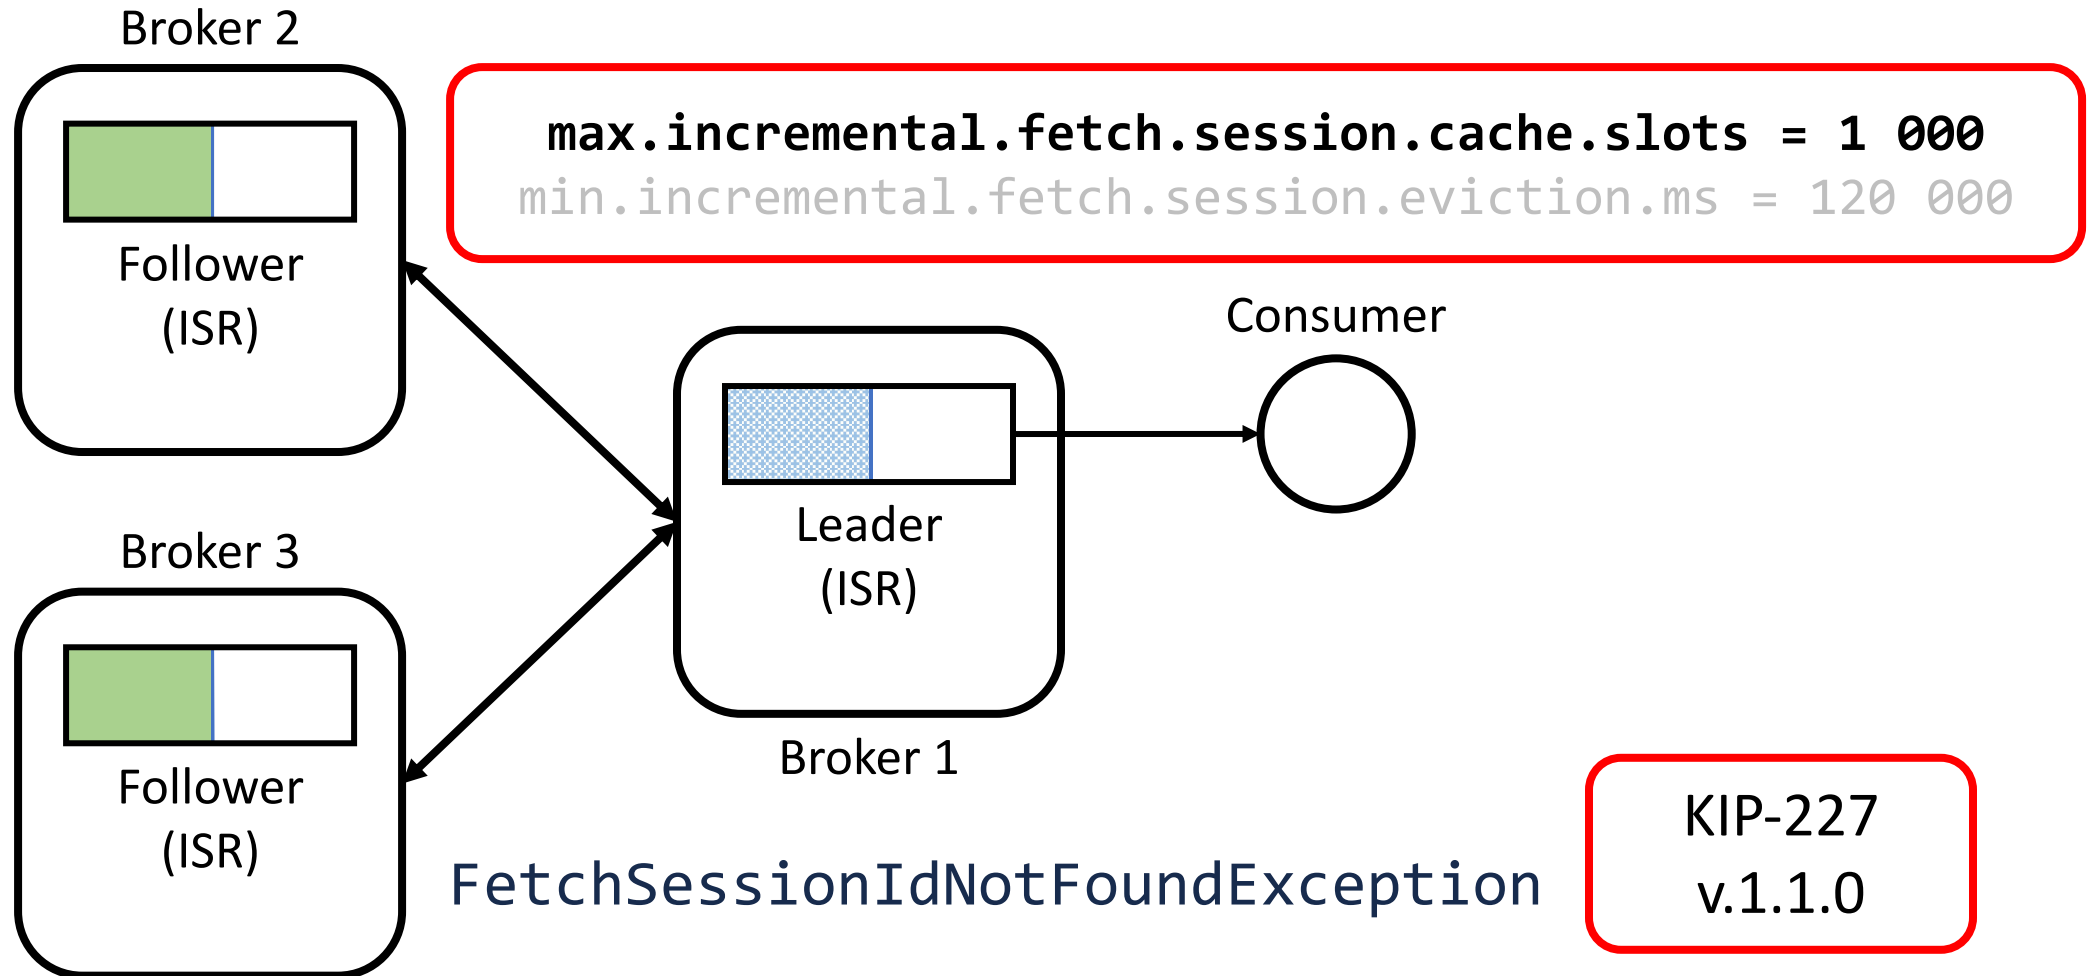 Broker 2
max.incremental.fetch.session.cache.slots = 1 000
min.incremental.fetch.session.eviction.ms = 120 000
Follower
(ISR)
Consumer
Leader
(ISR)
Broker 1
Broker 3
Follower
(ISR)
FetchSessionIdNotFoundException
KIP-227
v.1.1.0